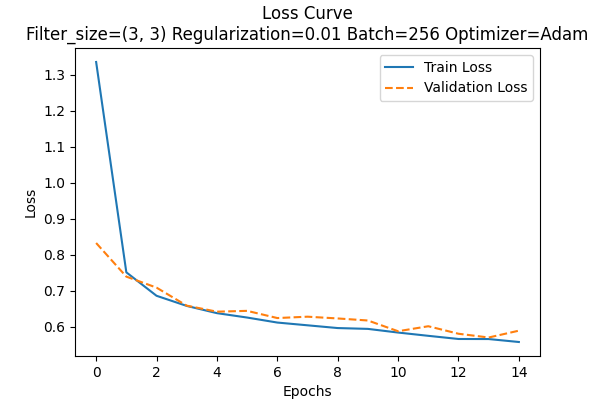 Loss Curve
Filter_size=(3, 3) Regularization=0.01 Batch=256 Optimizer=Adam
Train Loss
Validation Loss
1.3
1.2
1.1
1.0
0.9
0.8
0.7
0.6
Loss
0 2 4 6 8 10 12 14
Epochs